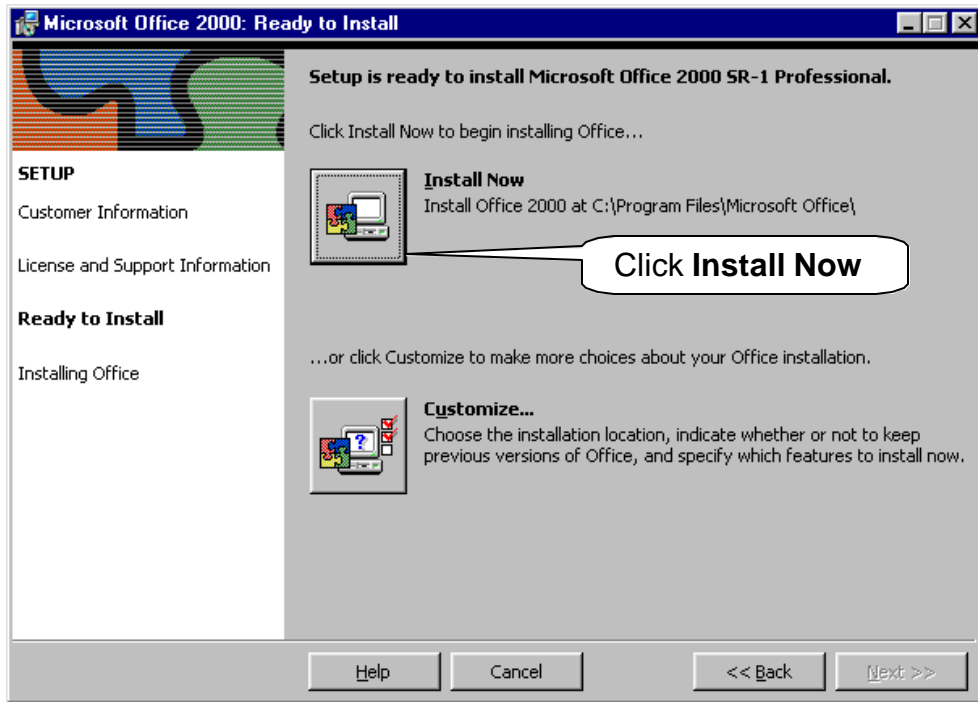 Microsoft Office 2000: Ready to Install
Setup is ready to install Microsoft Office 2000 SR-1 Professional.
Click Install Now to begin installing Office...
SETUP
Customer Information
License and Support Information
Ready to Install
Installing Office
Install Now
Install Office 2000 at C:\Program Files\Microsoft Office\
Click Install Now
...or click Customize to make more choices about your Office installation.
?
Customize...
Choose the installation location, indicate whether or not to keep
previous versions of Office, and specify which features to install now.
Help
Cancel
<< Back
Next >>